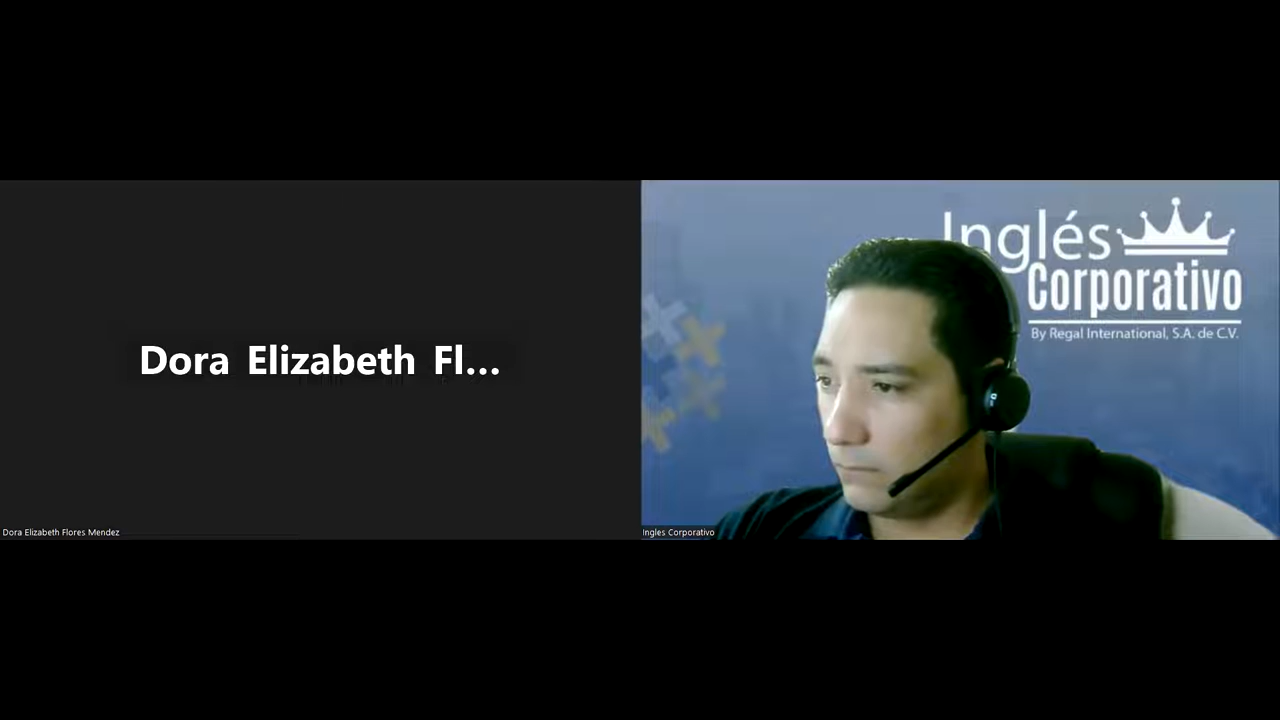 Dora Elizabeth Fl...
Dora Elizabeth Flores Mendez
Inglés
Corporativo
By Regal International, S.A. de C.V.
Ingles Corporativo